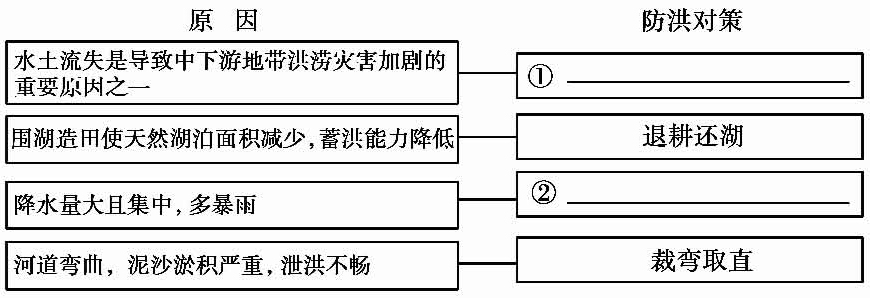 原 因 防洪对策
水土流失是导致中下游地带洪涝灾害加剧的
重要原因之一
①
围湖造田使天然湖泊面积减少，蓄洪能力降低
退耕还湖
降水量大且集中，多暴雨
②
河道弯曲，泥沙淤积严重，泄洪不畅
裁弯取直